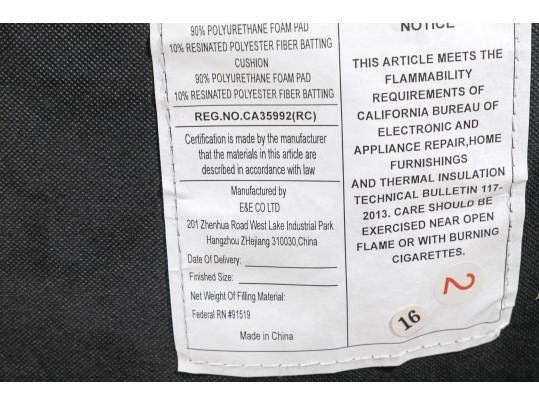 90% POLYURETHANE FOAM PAD
10% RESINATED POLYESTER FIBER BATTING
CUSHION
90% POLYURETHANE FOAM PAD
10% RESINATED POLYESTER FIBER BATTING
REG.NO.CA35992(RC)
Certification is made by the manufacturer
that the materials in this article are
described in accordance with law
Manufactured by
E&E CO LTD
201 Zhenhua Road West Lake Industrial Park
Hangzhou ZHejiang 310030,China
Date Of Delivery:
Finished Size:
Net Weight Of Filling Material:
Federal RN #91519
Made in China
NOTICE
THIS ARTICLE MEETS THE
FLAMMABILITY
REQUIREMENTS OF
CALIFORNIA BUREAU OF
ELECTRONIC AND
APPLIANCE REPAIR,HOME
FURNISHINGS
AND THERMAL INSULATION
TECHNICAL BULLETIN 117-
2013. CARE SHOULD BE
EXERCISED NEAR OPEN
FLAME OR WITH BURNING
CIGARETTES.
2
16